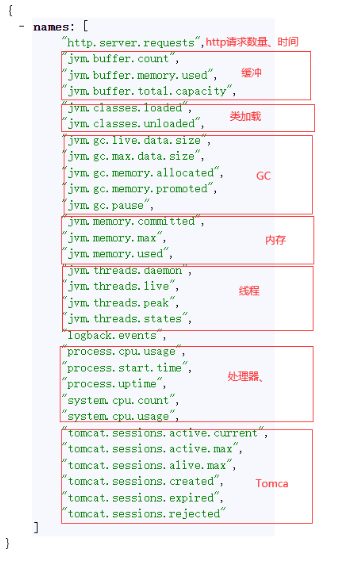 {
- names: [
"http.server.requests",http请求数量、时间
"jvm.buffer.count",
"jvm.buffer.memory.used", 缓冲
"jvm.buffer.total.capacity",
"jvm.classes.loaded",
"jvm.classes.unloaded", 类加载
"jvm.gc.live.data.size",
"jvm.gc.max.data.size",
"jvm.gc.memory.allocated", GC
"jvm.gc.memory.promoted",
"jvm.gc.pause",
"jvm.memory.committed",
"jvm.memory.max", 内存
"jvm.memory.used",
"jvm.threads.daemon",
"jvm.threads.live", 线程
"jvm.threads.peak",
"jvm.threads.states",
"logback.events",
"process.cpu.usage",
"process.start.time",
"process.uptime", 处理器、
"system.cpu.count",
"system.cpu.usage",
"tomcat.sessions.active.current",
"tomcat.sessions.active.max",
"tomcat.sessions.alive.max",
"tomcat.sessions.created", Tomca
"tomcat.sessions.expired",
"tomcat.sessions.rejected"
]
}